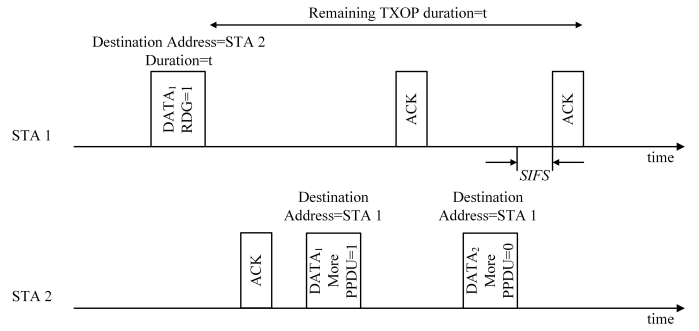 Remaining TXOP duration=t
Destination Address=STA 2
Duration=t
DATA₁
RDG=1
ACK
ACK
STA 1
time
SIFS
Destination
Address=STA 1
Destination
Address=STA 1
ACK
DATA₁
More
PPDU=1
DATA₂
More
PPDU=0
STA 2
time